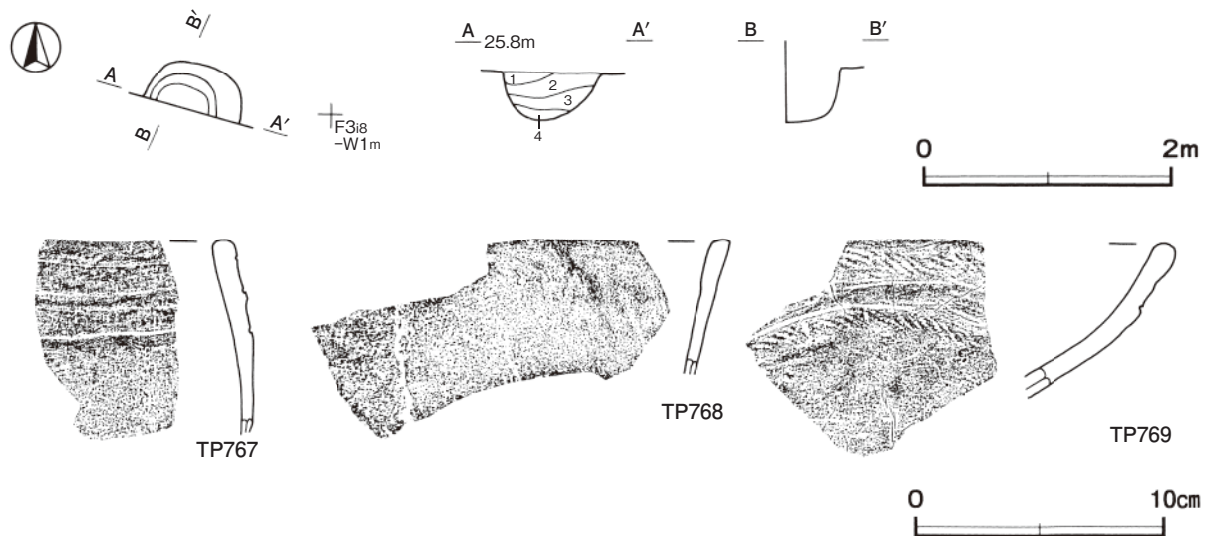 B′
A
B
A′
F3i8
-W1m
A 25.8m A′
1
2
3
4
B B′
0 2m
TP767
TP768
TP769
0 10cm